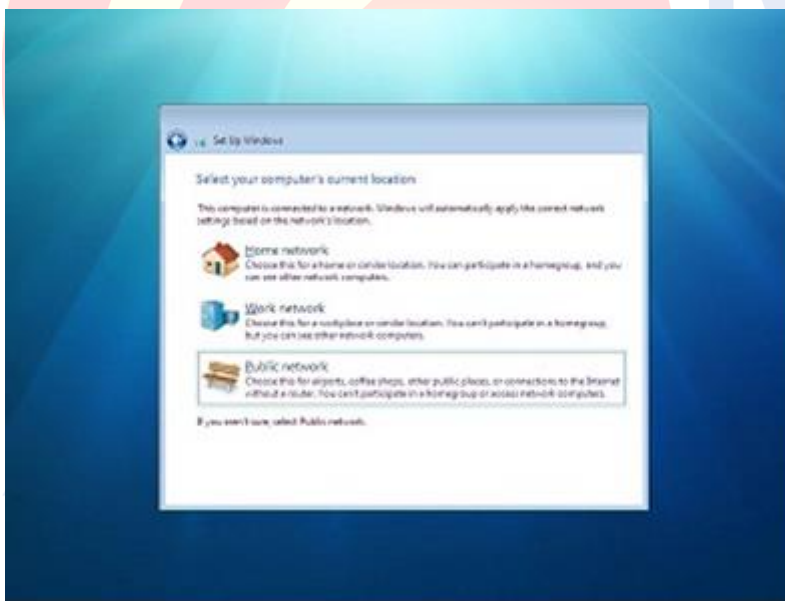 Set Up Windows
Select your computer's current location
This computer is connected to a network. Windows will automatically apply the correct network
settings based on the network's location.
Home network
Choose this for a home or similar location. You can participate in a homegroup, and you
can see other network computers.
Work network
Choose this for a workplace or similar location. You can't participate in a homegroup,
but you can see other network computers.
Public network
Choose this for airports, coffee shops, other public places, or connections to the Internet
without a router. You can't participate in a homegroup or access network computers.
If you aren't sure, select Public network.